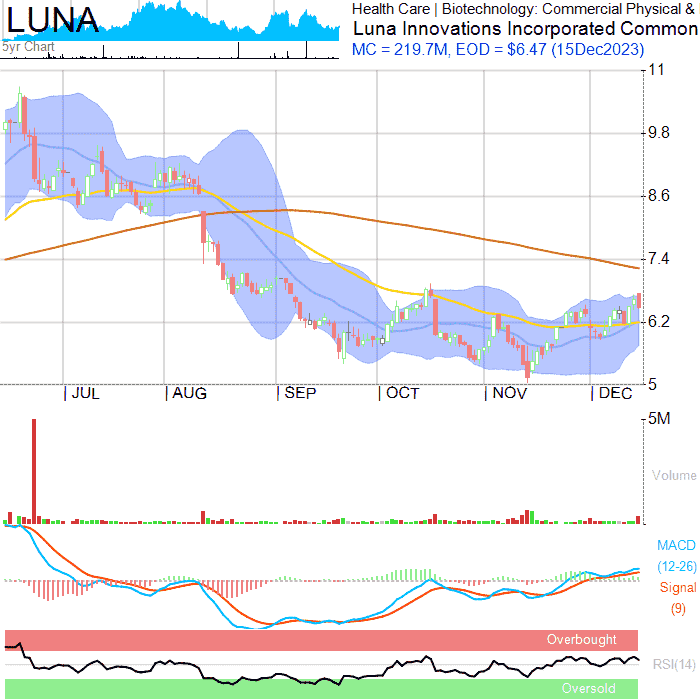 LUNA
5yr Chart
Health Care | Biotechnology: Commercial Physical &
Luna Innovations Incorporated Common
MC = 219.7M, EOD = $6.47 (15Dec2023)
11
9.8
8.6
7.4
6.2
5
JUL AUG SEP OCT NOV DEC
5M
Volume
MACD
(12-26)
Signal
(9)
Overbought
RSI(14)
Oversold